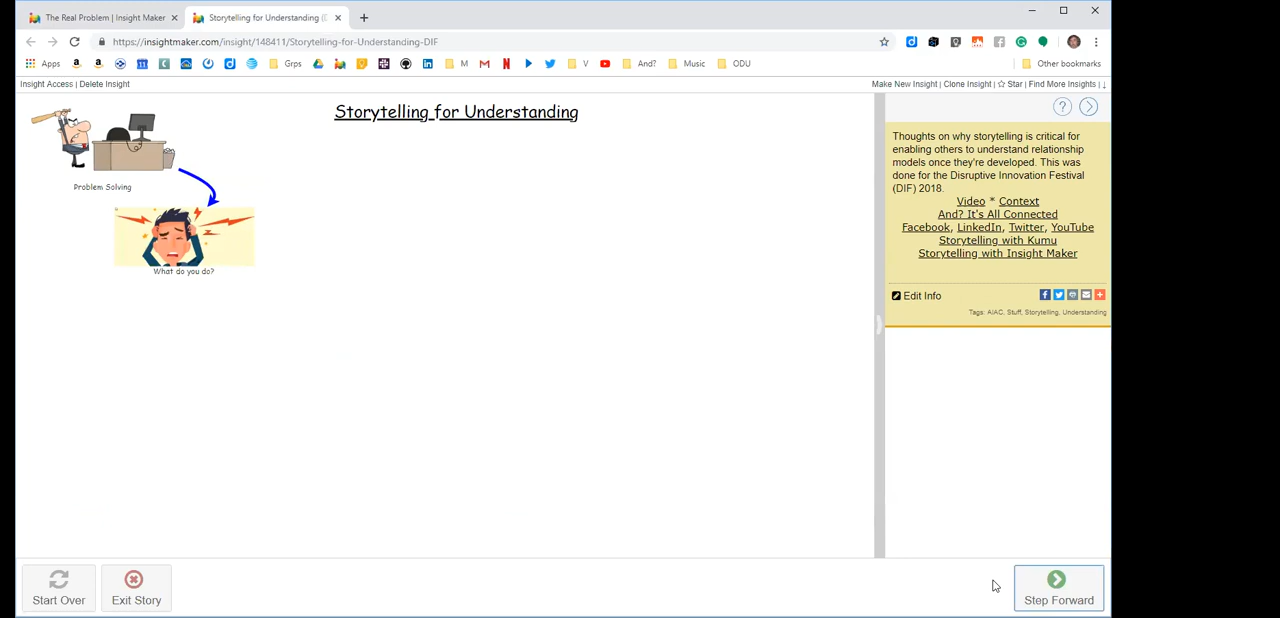 The Real Problem | Insight Maker
Storytelling for Understanding (D
https://insightmaker.com/insight/148411/Storytelling-for-Understanding-DIF
Apps
Grps
M
V
And?
Music
ODU
Other bookmarks
Insight Access | Delete Insight
Make New Insight | Clone Insight | ☆ Star | Find More Insights | ↓
Storytelling for Understanding
Problem Solving
What do you do?
Thoughts on why storytelling is critical for
enabling others to understand relationship
models once they're developed. This was
done for the Disruptive Innovation Festival
(DIF) 2018.
Video * Context
And? It's All Connected
Facebook, LinkedIn, Twitter, YouTube
Storytelling with Kumu
Storytelling with Insight Maker
Edit Info
Tags: AIAC, Stuff, Storytelling, Understanding
Start Over
Exit Story
Step Forward